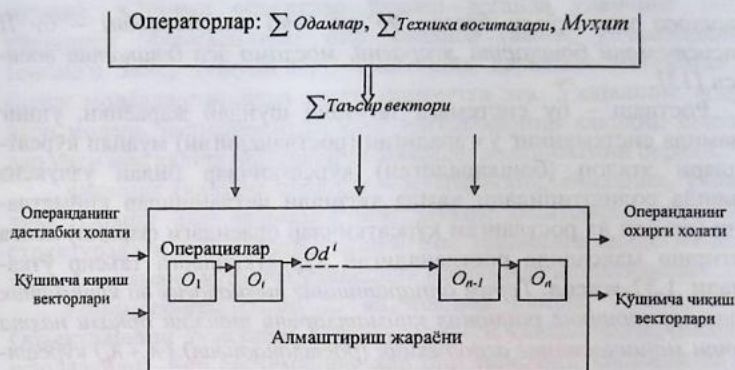 Операторлар: ∑ Одамлар, ∑ Техника воситалари, Муҳит
∑ Таъсир вектори
Операнданинг
дастлабки ҳолати
Қўшимча кириш
векторлари
Операциялар
Od t
O1
Ot
On-1
On
Алмаштириш жараёни
Операнданинг
охирги ҳолати
Қўшимча чиқиш
векторлари